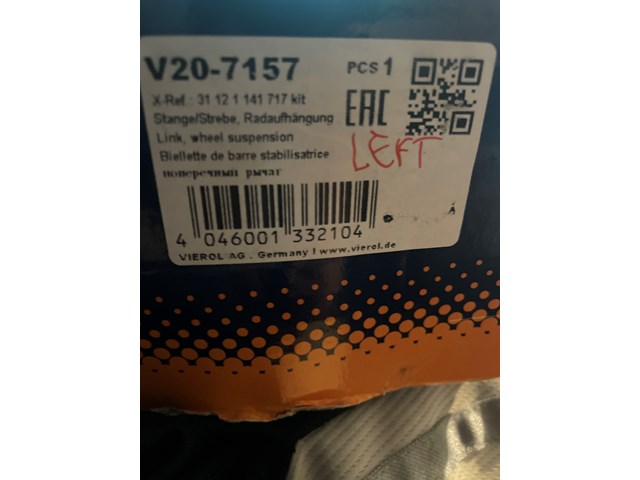 V20-7157 PCS 1
X-Ref.: 31 12 1 141 717 kit
Stange/Strebe, Radaufhängung
Link, wheel suspension
Biellette de barre stabilisatrice
поперечный рычаг
EAC
LEFT
4 046001 332104
A
VIEROL AG . Germany I www.vierol.de